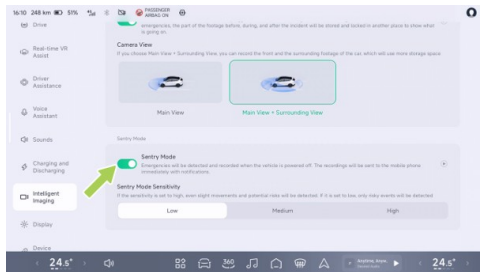 16:10 248 km 51% PASSENGER AIRBAG ON
Drive
emergencies, the part of the footage before, during, and after the incident will be stored and locked in another place to show what is going on.
Real-time VR Assist
Camera View
If you choose Main View + Surrounding View, you can record the front and the surrounding footage of the car, which will use more storage space
Driver Assistance
Voice Assistant
Main View
Main View + Surrounding View
Sounds
Sentry Mode
Charging and Discharging
Sentry Mode
Emergencies will be detected and recorded when the vehicle is powered off. The recordings will be sent to the mobile phone immediately with notifications.
Intelligent Imaging
Sentry Mode Sensitivity
If the sensitivity is set to high, even slight movements and potential risks will be detected. If it is set to low, only risky events will be detected
Low
Medium
High
Display
Device
24.5°
360
Anytime, Anyw..
24.5°